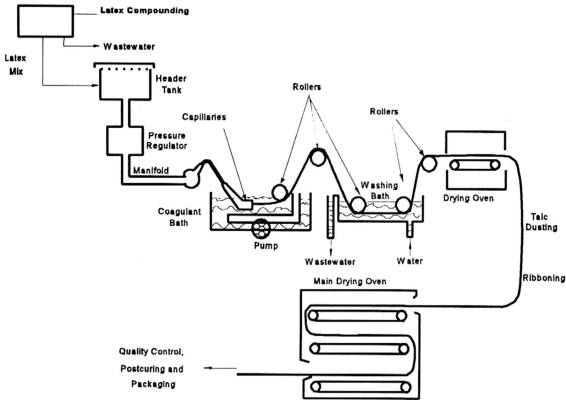 Latex Compounding
Wastewater
Latex
Mix
Header
Tank
Pressure
Regulator
Manifold
Capillaries
Rollers
Rollers
Coagulant
Bath
Pump
Washing
Bath
Wastewater
Water
Drying Oven
Talc
Dusting
Ribboning
Main Drying Oven
Quality Control,
Postcuring and
Packaging